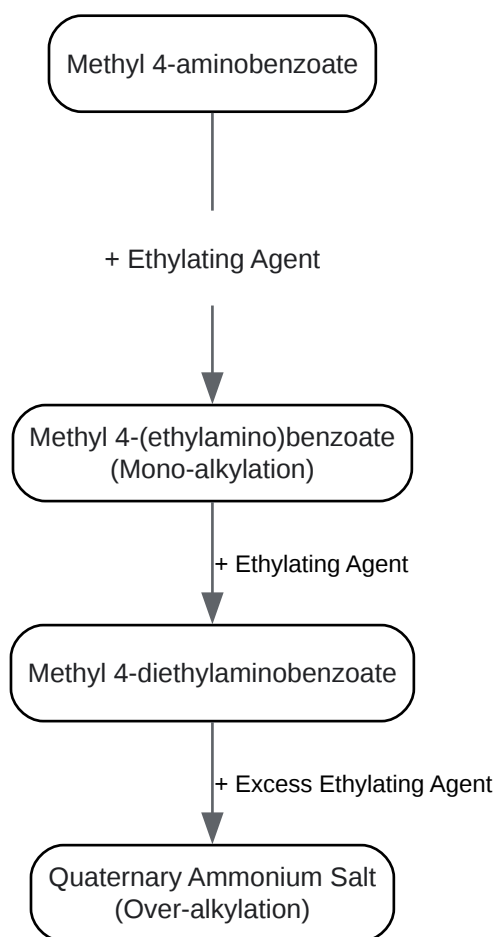 Methyl 4-aminobenzoate
+ Ethylating Agent
Methyl 4-(ethylamino)benzoate
(Mono-alkylation)
+ Ethylating Agent
Methyl 4-diethylaminobenzoate
+ Excess Ethylating Agent
Quaternary Ammonium Salt
(Over-alkylation)